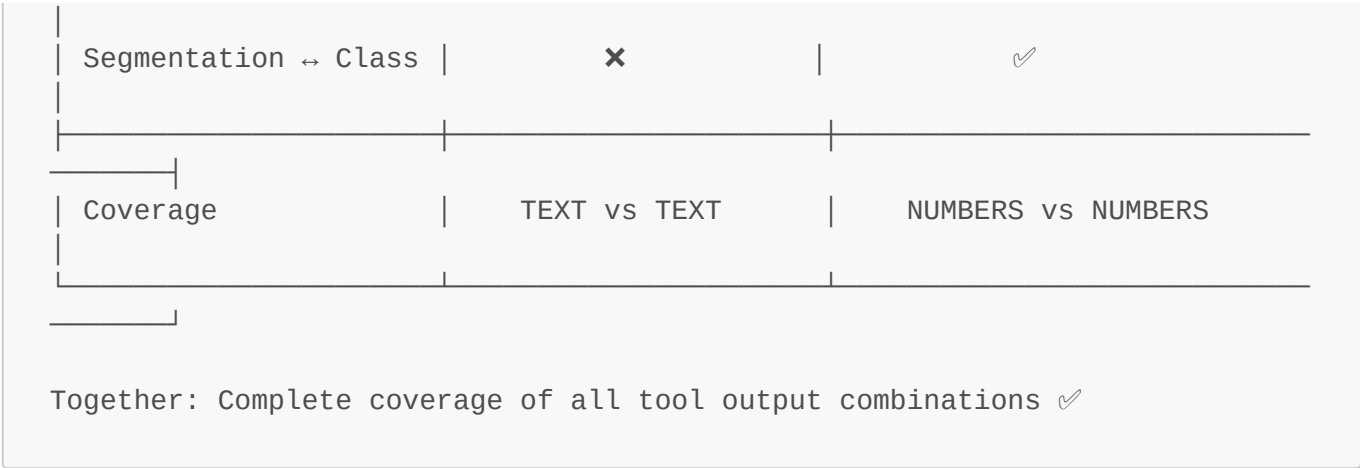 │
│ Segmentation ↔ Class │ ❌ │ ✅
│
├──────────────────────┼──────────────────────┼────────────────────────────
───────┤
│ Coverage │ TEXT vs TEXT │ NUMBERS vs NUMBERS
│
└──────────────────────┴──────────────────────┴────────────────────────────
───────┘
Together: Complete coverage of all tool output combinations ✅